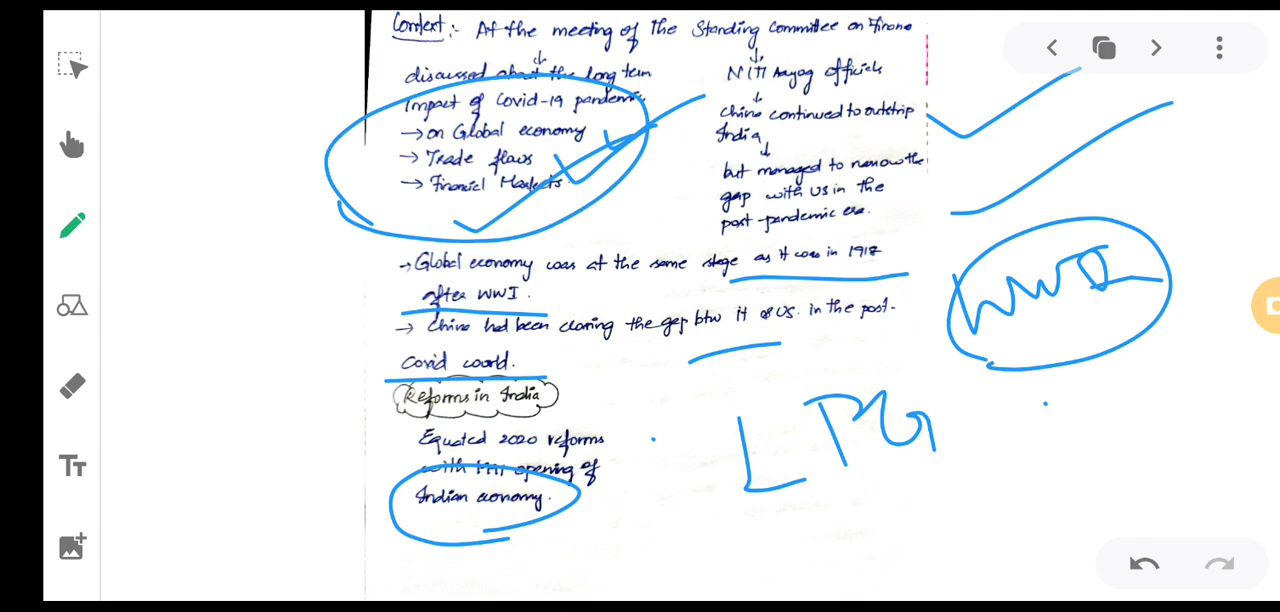 Context:- At the meeting of the Standing Committee on Finance
discussed about the long term
Impact of Covid-19 pandemic
→ on Global economy
→ Trade flows
→ Financial Markets.
NITI Aayog officials
China continued to outstrip
India
but managed to narrow the
gap with US in the
post-pandemic era.
→ Global economy was at the same stage as it was in 1918
after WWI.
→ China had been closing the gap btw it & US. in the post-
Covid world.
WWI
Reforms in India
Equated 2020 reforms
with 1991 opening of
Indian economy.
LPG
TT